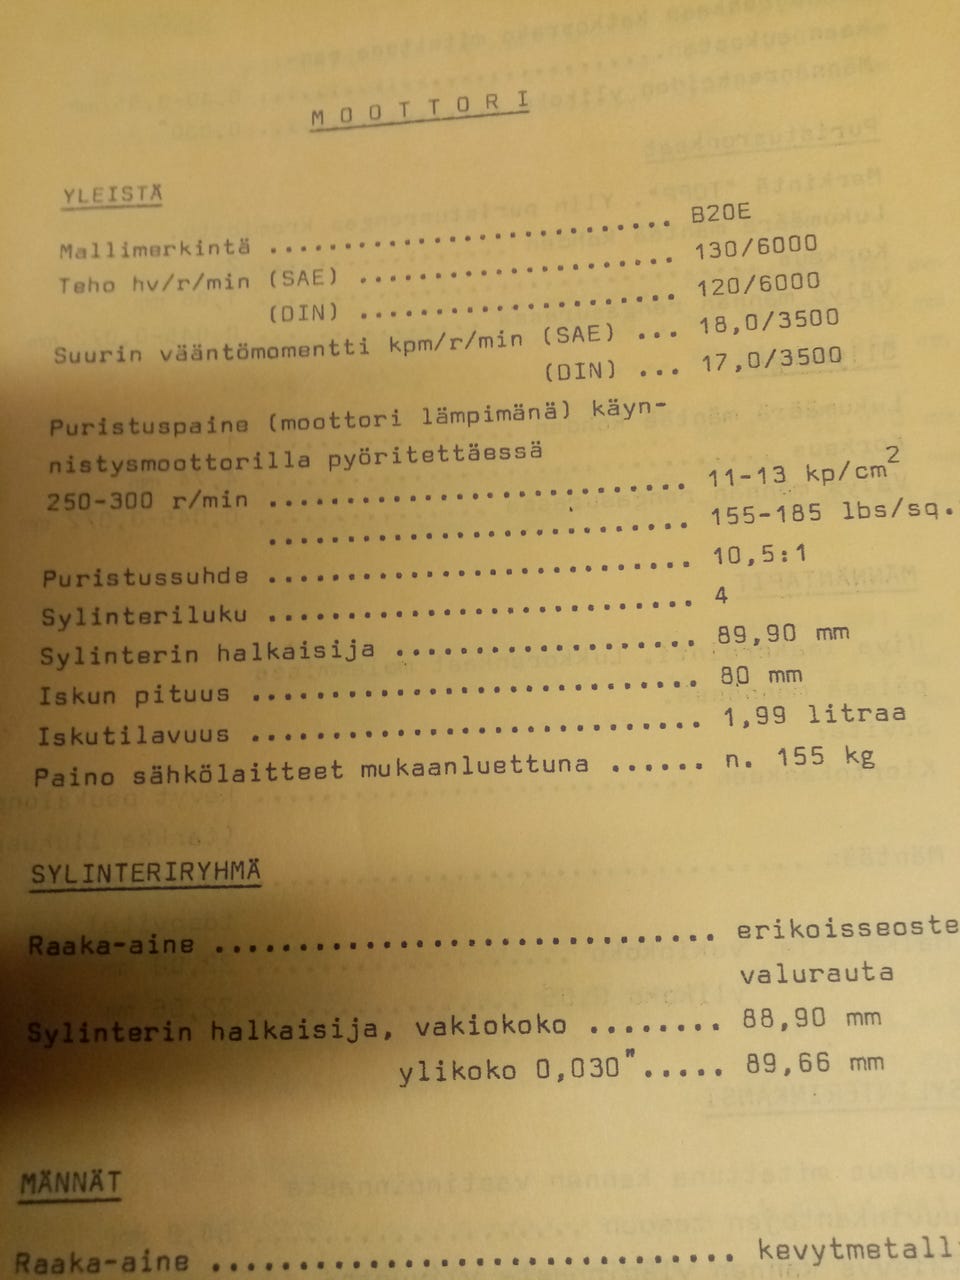 MOOTTORI
YLEISTÄ
Mallimerkintä ............................ B20E
Teho hv/r/min (SAE) ...................... 130/6000
(DIN) ...................... 120/6000
Suurin vääntömomentti kpm/r/min (SAE) ... 18,0/3500
(DIN) ... 17,0/3500
Puristuspaine (moottori lämpimänä) käyn-
nistysmoottorilla pyöritettäessä
250-300 r/min ............................ 11-13 kp/cm2
............................ 155-185 lbs/sq.
Puristussuhde ............................ 10,5:1
Sylinteriluku ............................ 4
Sylinterin halkaisija .................... 89,90 mm
Iskun pituus ............................. 80 mm
Iskutilavuus ............................. 1,99 litraa
Paino sähkölaitteet mukaanluettuna ...... n. 155 kg
SYLINTERIRYHMÄ
Raaka-aine ............................... erikoisseoste
valurauta
Sylinterin halkaisija, vakiokoko ........ 88,90 mm
ylikoko 0,030"..... 89,66 mm
MÄNNÄT
Raaka-aine ................................ kevytmetall